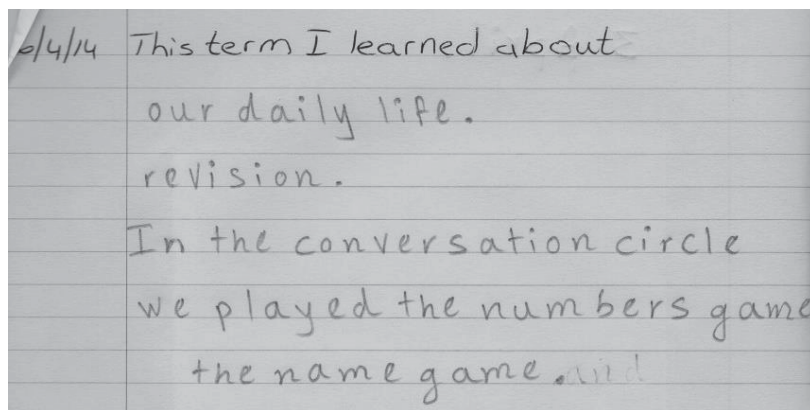 6/4/14 This term I learned about
our daily life.
revision.
In the conversation circle
we played the numbers game
the name game. and